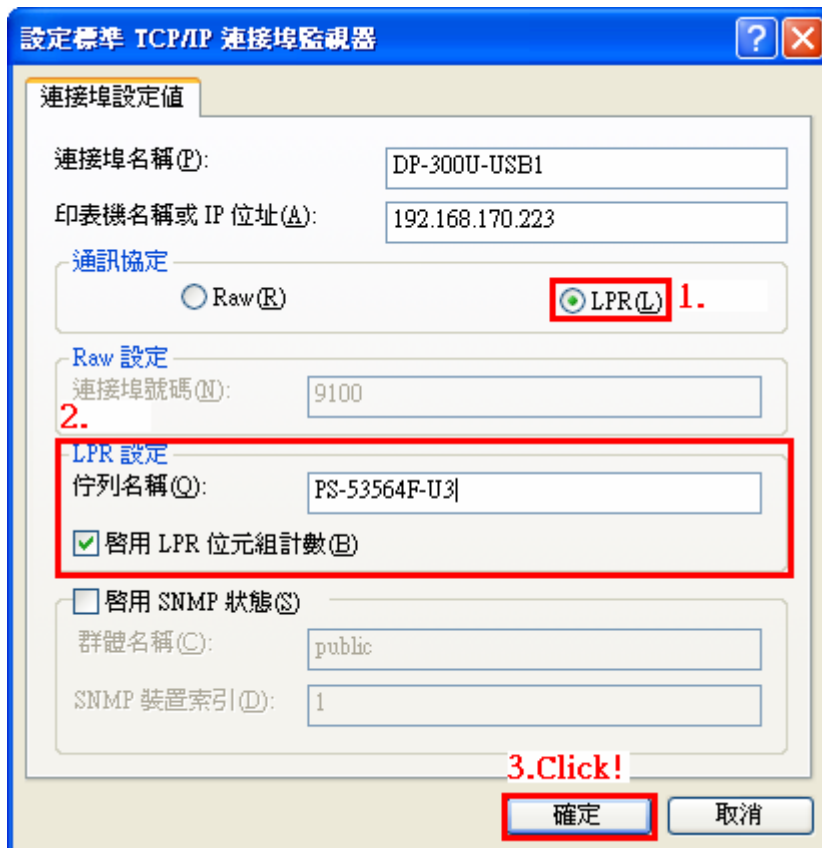 設定標準 TCP/IP 連接埠監視器
連接埠設定值
連接埠名稱(P): DP-300U-USB1
印表機名稱或 IP 位址(A): 192.168.170.223
通訊協定
Raw(R) LPR(L) 1.
Raw 設定
連接埠號碼(N): 9100
2.
LPR 設定
佇列名稱(Q): PS-53564F-U3
啓用 LPR 位元組計數(B)
啓用 SNMP 狀態(S)
群體名稱(C): public
SNMP 裝置索引(D): 1
3.Click!
確定 取消